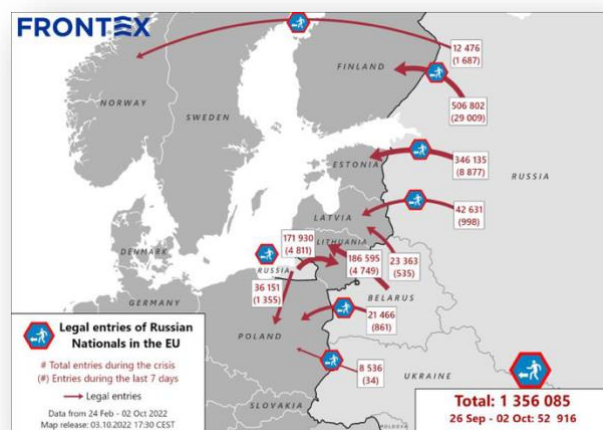 FRONTEX
12 476
(1 687)
FINLAND
NORWAY
506 802
(29 009)
SWEDEN
346 135
(8 877)
ESTONIA
RUSSIA
LATVIA
42 631
(998)
171 930
(4 811)
LITHUANIA
DENMARK
186 595
(4 749)
23 363
(535)
RUSSIA
36 151
(1 355)
BELARUS
GERMANY
21 466
(861)
POLAND
Legal entries of Russian
Nationals in the EU
# Total entries during the crisis
(#) Entries during the last 7 days
Legal entries
Data from 24 Feb - 02 Oct 2022
Map release: 03.10.2022 17:30 CEST
8 536
(34)
UKRAINE
SLOVAKIA
Total: 1 356 085
26 Sep - 02 Oct: 52 916
MOLDOVA